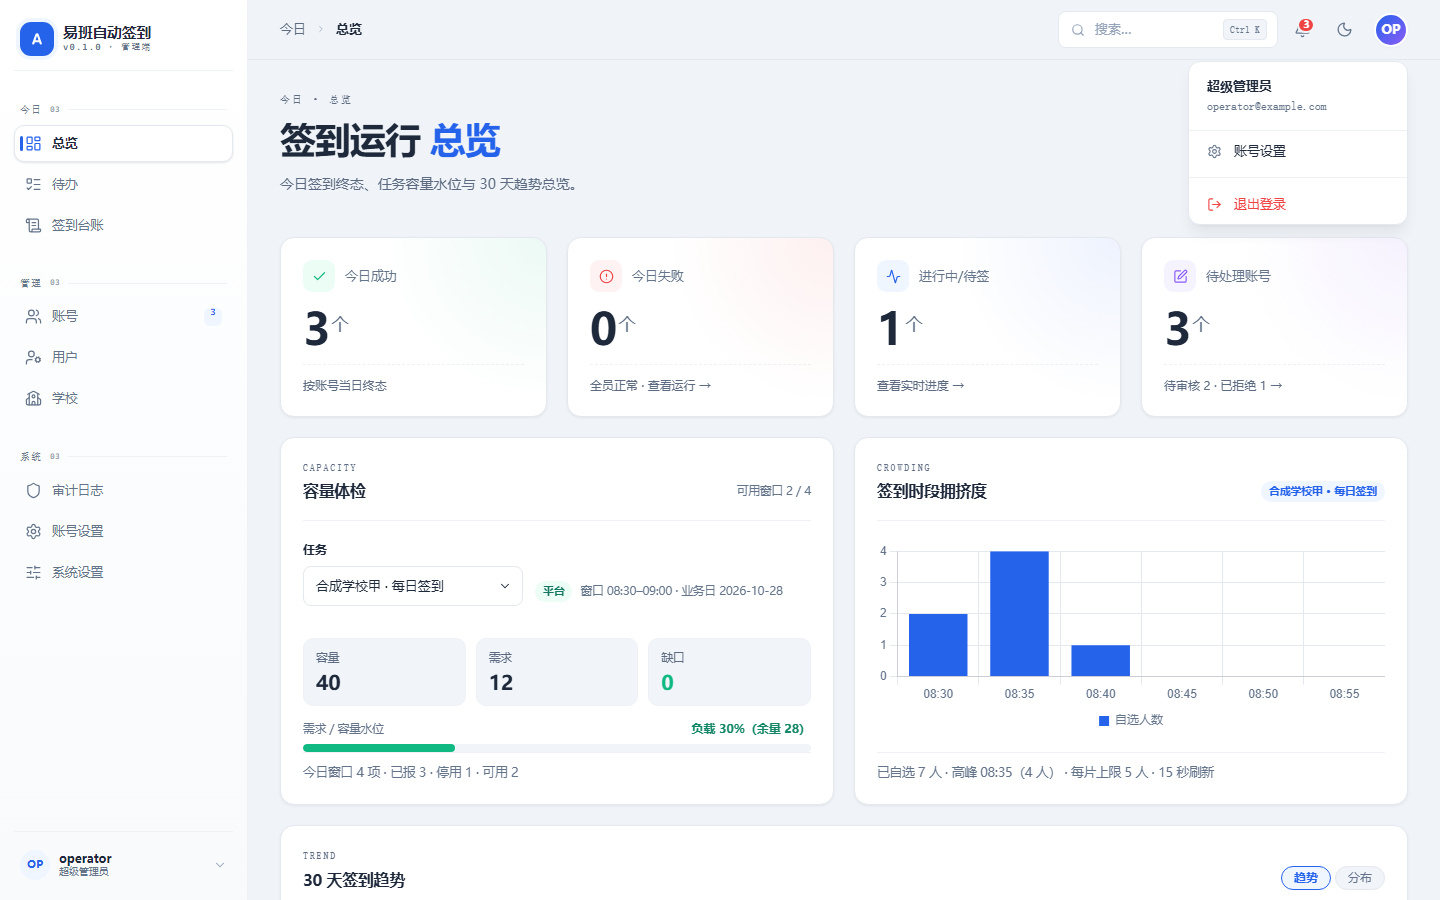 A
易班自动签到
v0.1.0 · 管理端
今日 03
总览
待办
签到台账
管理 03
账号 3
用户
学校
系统 03
审计日志
账号设置
系统设置
OP
operator
超级管理员
今日 › 总览
搜索...
Ctrl K
3
OP
超级管理员
operator@example.com
账号设置
退出登录
今日 · 总览
签到运行 总览
今日签到终态、任务容量水位与 30 天趋势总览。
今日成功
3个
按账号当日终态
今日失败
0个
全员正常 · 查看运行 →
进行中/待签
1个
查看实时进度 →
待处理账号
3个
待审核 2 · 已拒绝 1 →
CAPACITY
容量体检
可用窗口 2 / 4
任务
合成学校甲 · 每日签到
平台
窗口 08:30–09:00 · 业务日 2026-10-28
容量
40
需求
12
缺口
0
需求 / 容量水位
负载 30%（余量 28）
今日窗口 4 项 · 已报 3 · 停用 1 · 可用 2
CROWDING
签到时段拥挤度
合成学校甲 • 每日签到
4
3
2
1
0
08:30 08:35 08:40 08:45 08:50 08:55
自选人数
已自选 7 人 · 高峰 08:35（4 人） · 每片上限 5 人 · 15 秒刷新
TREND
30 天签到趋势
趋势
分布